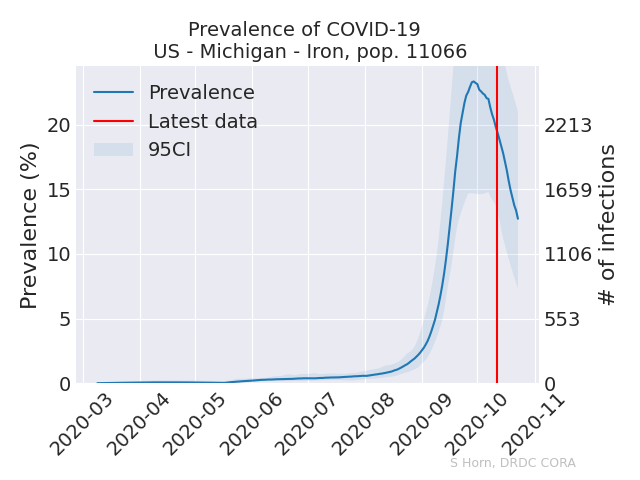 Prevalence of COVID-19
US - Michigan - Iron, pop. 11066
Prevalence
Latest data
95CI
Prevalence (%)
20
15
10
5
0
2213
1659
1106
553
0
# of infections
2020-03
2020-04
2020-05
2020-06
2020-07
2020-08
2020-09
2020-10
2020-11
S Horn, DRDC CORA